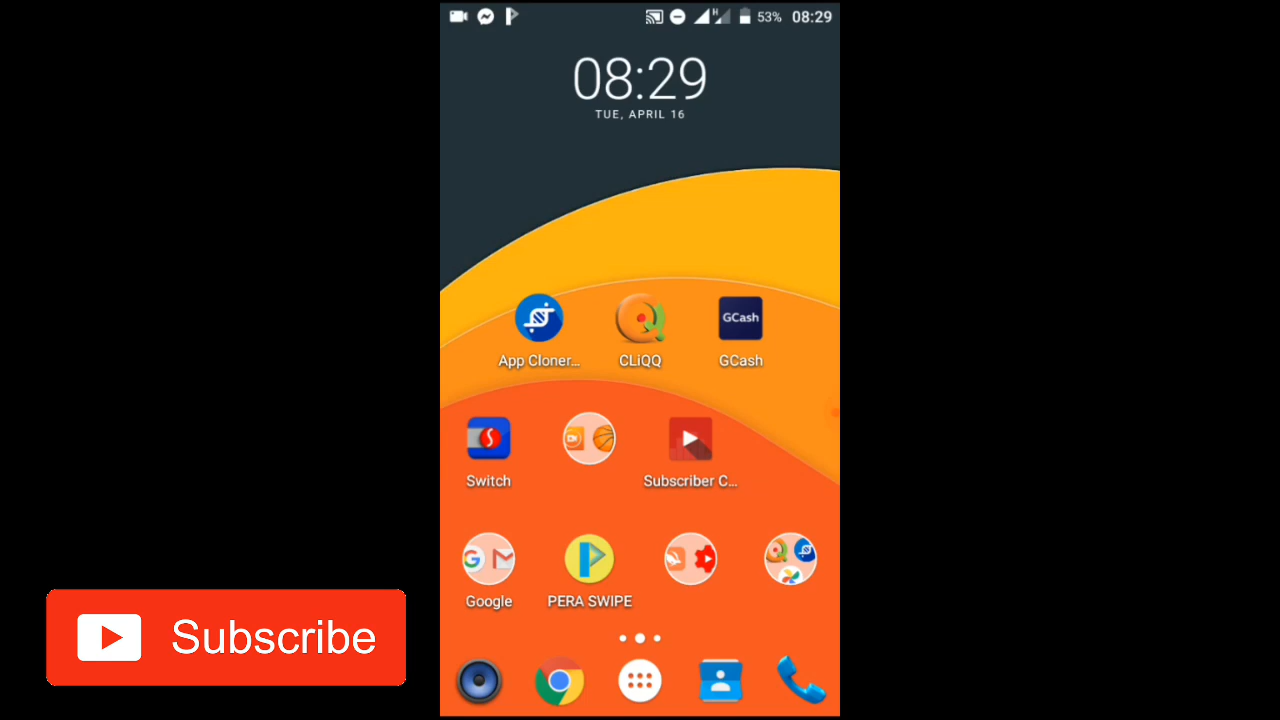 H 53% 08:29
08:29
TUE, APRIL 16
GCash
App Cloner... CLiQQ GCash
Switch Subscriber C...
Google PERA SWIPE
Subscribe